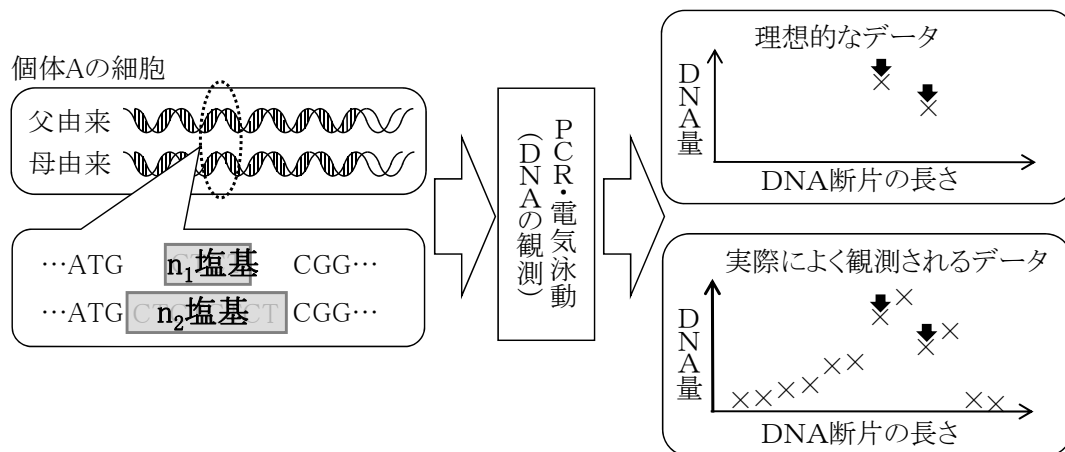 個体Aの細胞
父由来
母由来
…ATG n₁塩基 CGG…
…ATG CT n₂塩基 CT CGG…
PCR・電気泳動
(DNAの観測)
理想的なデータ
DNA量
DNA断片の長さ
実際によく観測されるデータ
DNA量
DNA断片の長さ